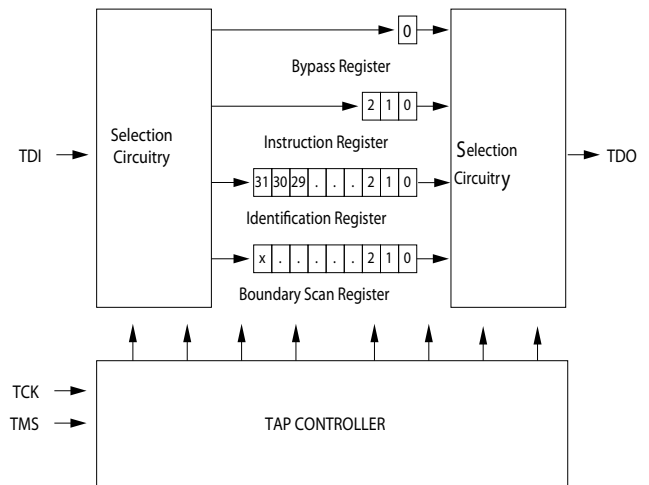 0
Bypass Register
2 1 0
Selection
Circuitry
Instruction Register
TDI
31 30 29 . . . 2 1 0
Identification Register
x . . . . . 2 1 0
Boundary Scan Register
Selection
Circuitry
TDO
TCK
TMS
TAP CONTROLLER